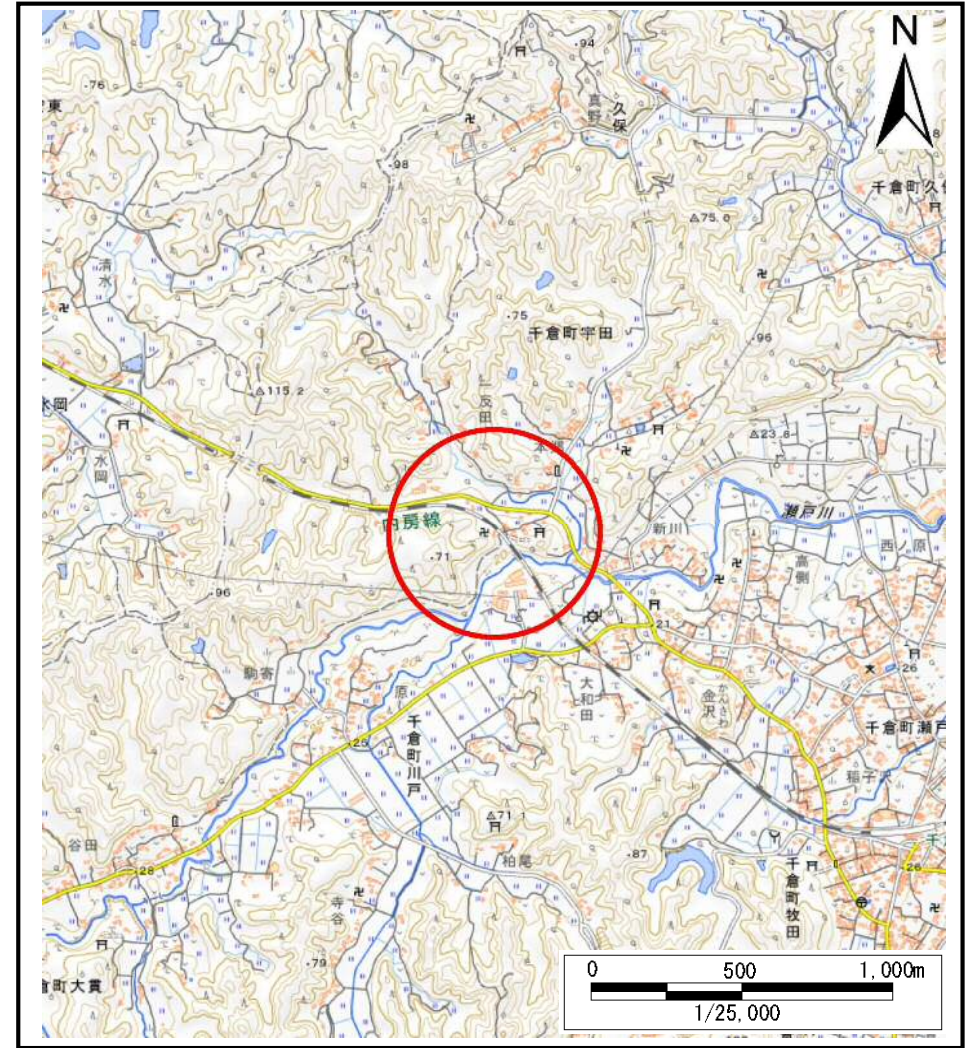 N
.94
.76
東
真野
久保
.98
千倉町久保
△75.0
清水
.75
千倉町宇田
.96
△115.2
二反田
水岡
本郷
△23.8
水岡
内房線
瀬戸川
新川
西原
高側
.71
.96
.21
駒寄
原
大和田
金沢
かんざわ
.26
千倉町瀬戸
.25
千倉町川戸
稲子沢
△71.1
谷田
柏尾
.87
.28
千倉町牧田
.26
寺谷
.79
倉町大貫
0 500 1,000m
1/25,000